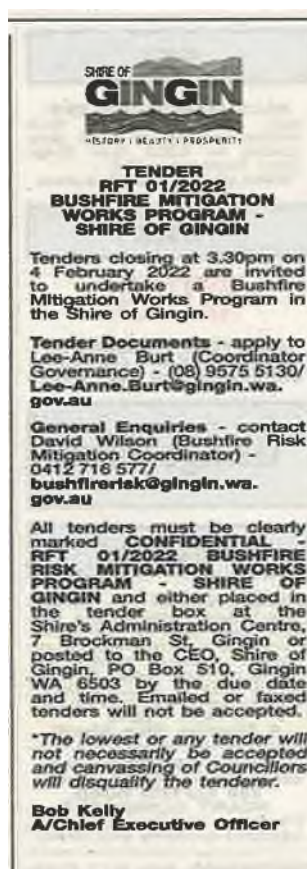 SHIRE OF
GINGIN
HISTORY | BEAUTY | PROSPERITY
TENDER
RFT 01/2022
BUSHFIRE MITIGATION
WORKS PROGRAM -
SHIRE OF GINGIN
Tenders closing at 3.30pm on
4 February 2022 are invited
to undertake a Bushfire
Mitigation Works Program in
the Shire of Gingin.
Tender Documents - apply to
Lee-Anne Burt (Coordinator
Governance) - (08) 9575 5130/
Lee-Anne.Burt@gingin.wa.
gov.au
General Enquiries - contact
David Wilson (Bushfire Risk
Mitigation Coordinator) -
0412 716 577/
bushfirerisk@gingin.wa.
gov.au
All tenders must be clearly
marked CONFIDENTIAL -
RFT 01/2022 BUSHFIRE
RISK MITIGATION WORKS
PROGRAM - SHIRE OF
GINGIN and either placed in
the tender box at the
Shire's Administration Centre,
7 Brockman St, Gingin or
posted to the CEO, Shire of
Gingin, PO Box 510, Gingin
WA 6503 by the due date
and time. Emailed or faxed
tenders will not be accepted.
*The lowest or any tender will
not necessarily be accepted
and canvassing of Councillors
will disqualify the tenderer.
Bob Kelly
A/Chief Executive Officer